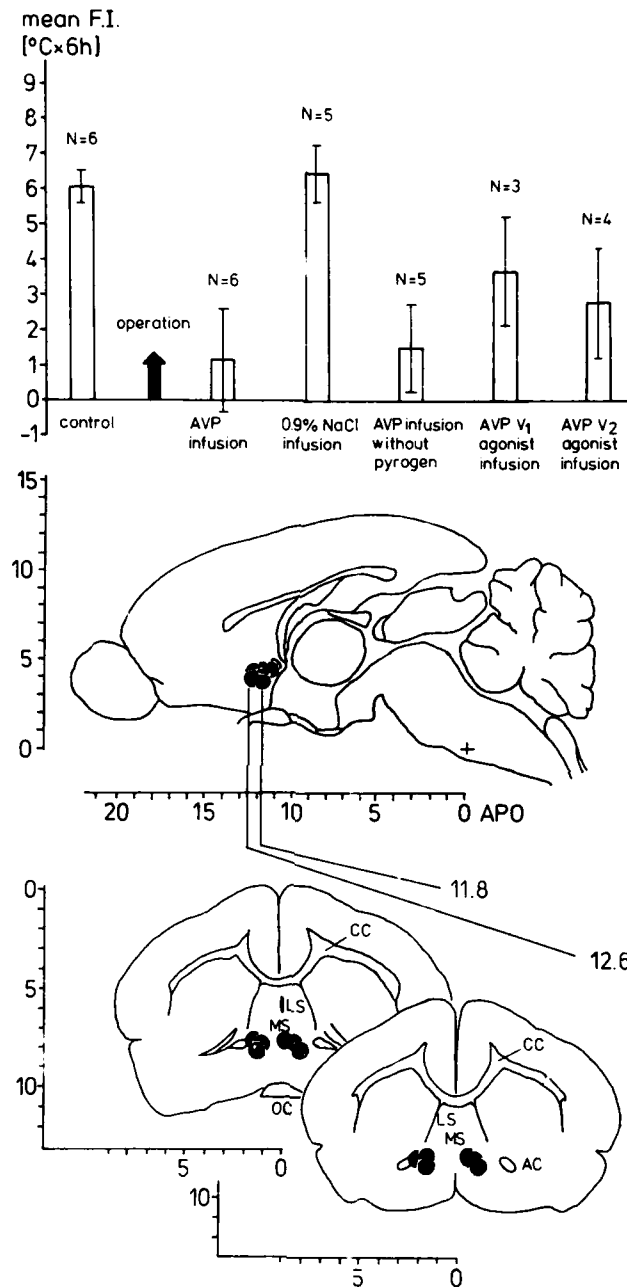 mean F.I.
[°C×6h]
9
8
7
6
5
4
3
2
1
0
-1
N=6
operation
N=6
N=5
N=5
N=3
N=4
control
AVP infusion
0.9% NaCl infusion
AVP infusion without pyrogen
AVP V1 agonist infusion
AVP V2 agonist infusion
15
10
5
0
20 15 10 5 0 APO
11.8
12.6
0
5
10
CC
LS
MS
OC
5 0
CC
LS
MS
AC
10
5 0